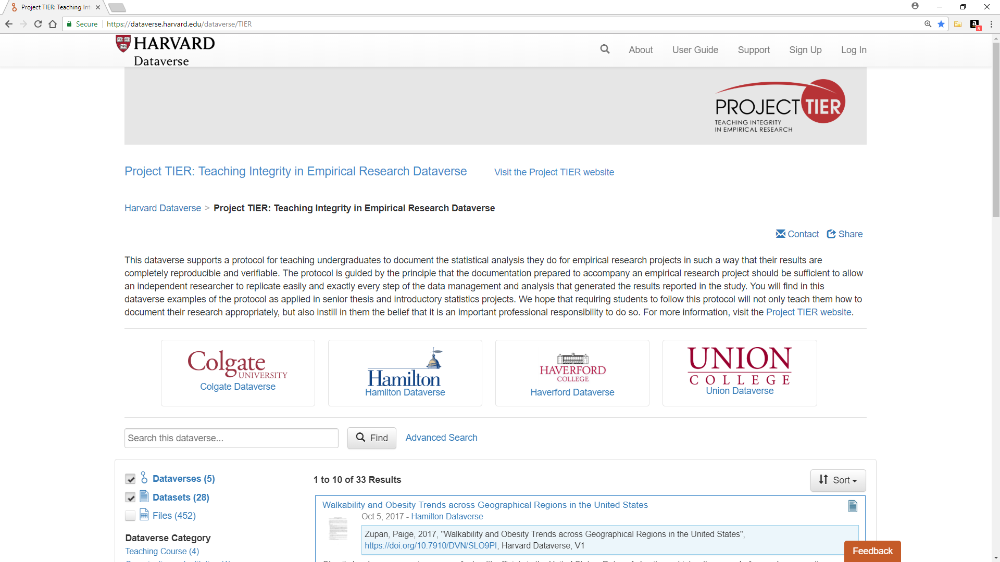 Project TIER: Teaching Int
Secure
https://dataverse.harvard.edu/dataverse/TIER
a
8
HARVARD
Dataverse
About
User Guide
Support
Sign Up
Log In
PROJECT TIER
TEACHING INTEGRITY
IN EMPIRICAL RESEARCH
Project TIER: Teaching Integrity in Empirical Research Dataverse
Visit the Project TIER website
Harvard Dataverse > Project TIER: Teaching Integrity in Empirical Research Dataverse
Contact
Share
This dataverse supports a protocol for teaching undergraduates to document the statistical analysis they do for empirical research projects in such a way that their results are
completely reproducible and verifiable. The protocol is guided by the principle that the documentation prepared to accompany an empirical research project should be sufficient to allow
an independent researcher to replicate easily and exactly every step of the data management and analysis that generated the results reported in the study. You will find in this
dataverse examples of the protocol as applied in senior thesis and introductory statistics projects. We hope that requiring students to follow this protocol will not only teach them how to
document their research appropriately, but also instill in them the belief that it is an important professional responsibility to do so. For more information, visit the Project TIER website.
Colgate
UNIVERSITY
Colgate Dataverse
Hamilton
Hamilton Dataverse
HAVERFORD
COLLEGE
Haverford Dataverse
UNION
COLLEGE
Union Dataverse
Search this dataverse...
Find
Advanced Search
Dataverses (5)
Datasets (28)
Files (452)
Dataverse Category
Teaching Course (4)
1 to 10 of 33 Results
Sort
Walkability and Obesity Trends across Geographical Regions in the United States
Oct 5, 2017 - Hamilton Dataverse
Zupan, Paige, 2017, "Walkability and Obesity Trends across Geographical Regions in the United States",
https://doi.org/10.7910/DVN/SLO9PI, Harvard Dataverse, V1
Feedback